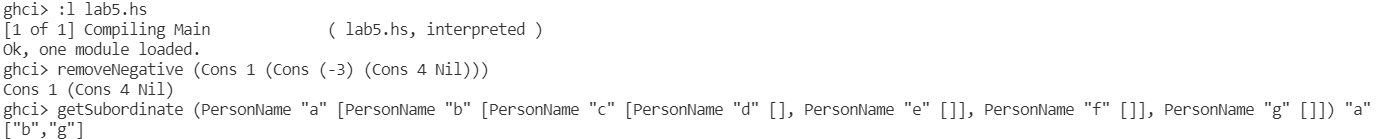 ghci> :l lab5.hs
[1 of 1] Compiling Main             ( lab5.hs, interpreted )
Ok, one module loaded.
ghci> removeNegative (Cons 1 (Cons (-3) (Cons 4 Nil)))
Cons 1 (Cons 4 Nil)
ghci> getSubordinate (PersonName "a" [PersonName "b" [PersonName "c" [PersonName "d" [], PersonName "e" []], PersonName "f" []], PersonName "g" []]) "a"
["b","g"]